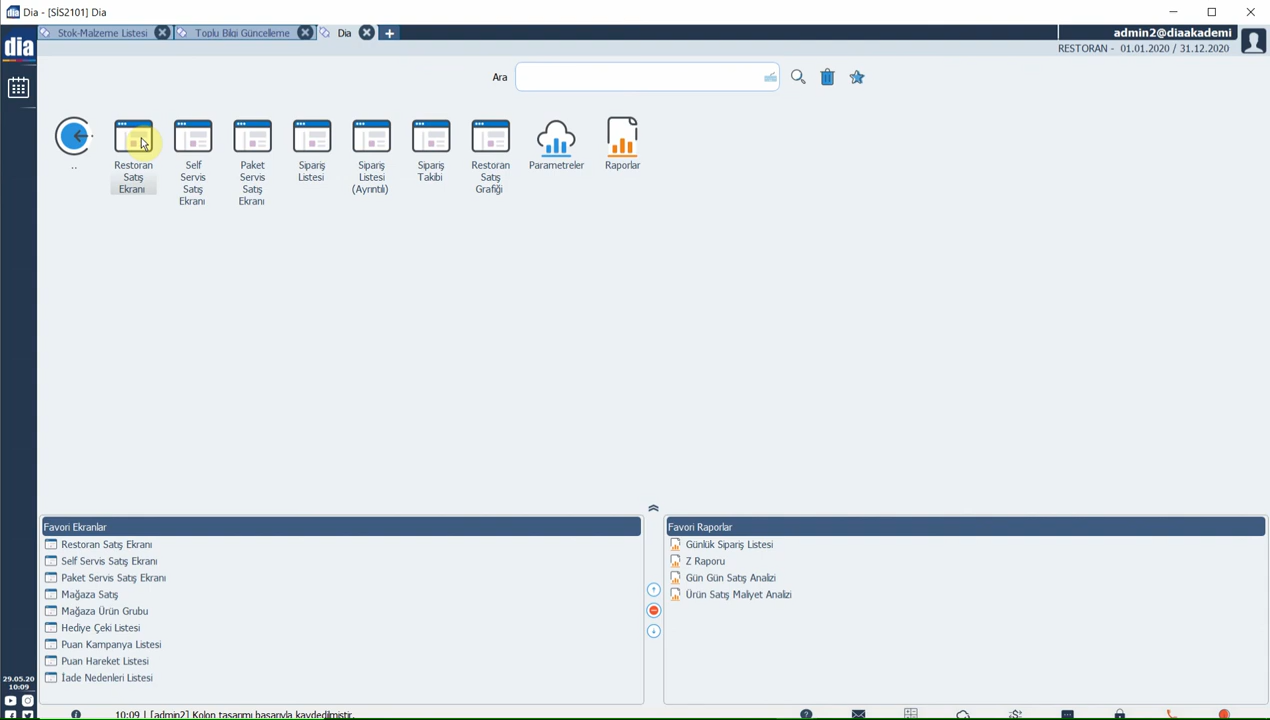 Dia - [SİS2101] Dia
dia
Stok-Malzeme Listesi
Toplu Bilgi Güncelleme
Dia
admin2@diaakademi
RESTORAN - 01.01.2020 / 31.12.2020
Ara
..
Restoran
Satış
Ekranı
Self
Servis
Satış
Ekranı
Paket
Servis
Satış
Ekranı
Sipariş
Listesi
Sipariş
Listesi
(Ayrıntılı)
Sipariş
Takibi
Restoran
Satış
Grafiği
Parametreler
Raporlar
Favori Ekranlar
Restoran Satış Ekranı
Self Servis Satış Ekranı
Paket Servis Satış Ekranı
Mağaza Satış
Mağaza Ürün Grubu
Hediye Çeki Listesi
Puan Kampanya Listesi
Puan Hareket Listesi
İade Nedenleri Listesi
Favori Raporlar
Günlük Sipariş Listesi
Z Raporu
Gün Gün Satış Analizi
Ürün Satış Maliyet Analizi
29.05.20
10:09
10:09 | [admin2] Kolon tasarımı başarıyla kaydedilmiştir.